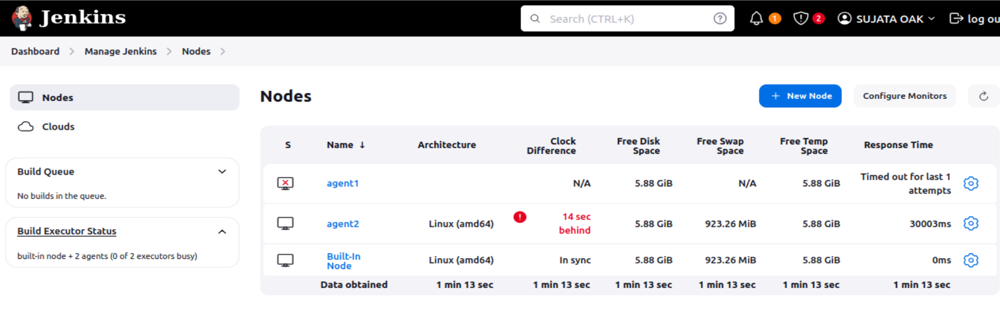 Jenkins
Search (CTRL+K)
?
1
2
SUJATA OAK
log ou
Dashboard > Manage Jenkins > Nodes >
Nodes
Clouds
Build Queue
No builds in the queue.
Build Executor Status
built-in node + 2 agents (0 of 2 executors busy)
Nodes
+ New Node
Configure Monitors
S Name ↓ Architecture Clock Difference Free Disk Space Free Swap Space Free Temp Space Response Time
agent1 N/A 5.88 GiB N/A 5.88 GiB Timed out for last 1 attempts
agent2 Linux (amd64) ! 14 sec behind 5.88 GiB 923.26 MiB 5.88 GiB 30003ms
Built-In Node Linux (amd64) In sync 5.88 GiB 923.26 MiB 5.88 GiB 0ms
Data obtained 1 min 13 sec 1 min 13 sec 1 min 13 sec 1 min 13 sec 1 min 13 sec 1 min 13 sec